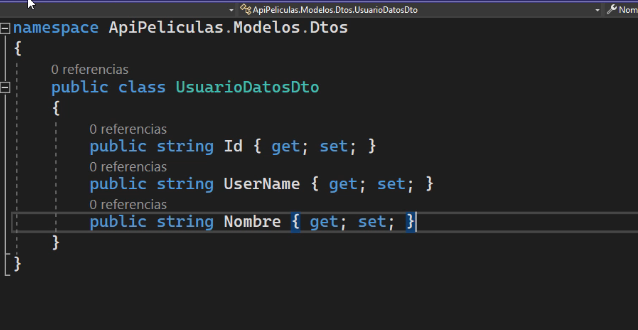 ApiPeliculas.Modelos.Dtos.UsuarioDatosDto
Nom
namespace ApiPeliculas.Modelos.Dtos
{
0 referencias
public class UsuarioDatosDto
{
0 referencias
public string Id { get; set; }
0 referencias
public string UserName { get; set; }
0 referencias
public string Nombre { get; set; }
}
}